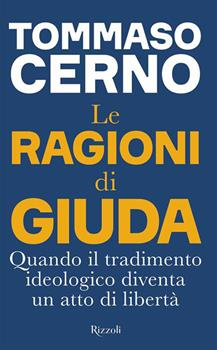 TOMMASO
CERNO
Le
RAGIONI
di
GIUDA
Quando il tradimento
ideologico diventa
un atto di libertà
Rizzoli